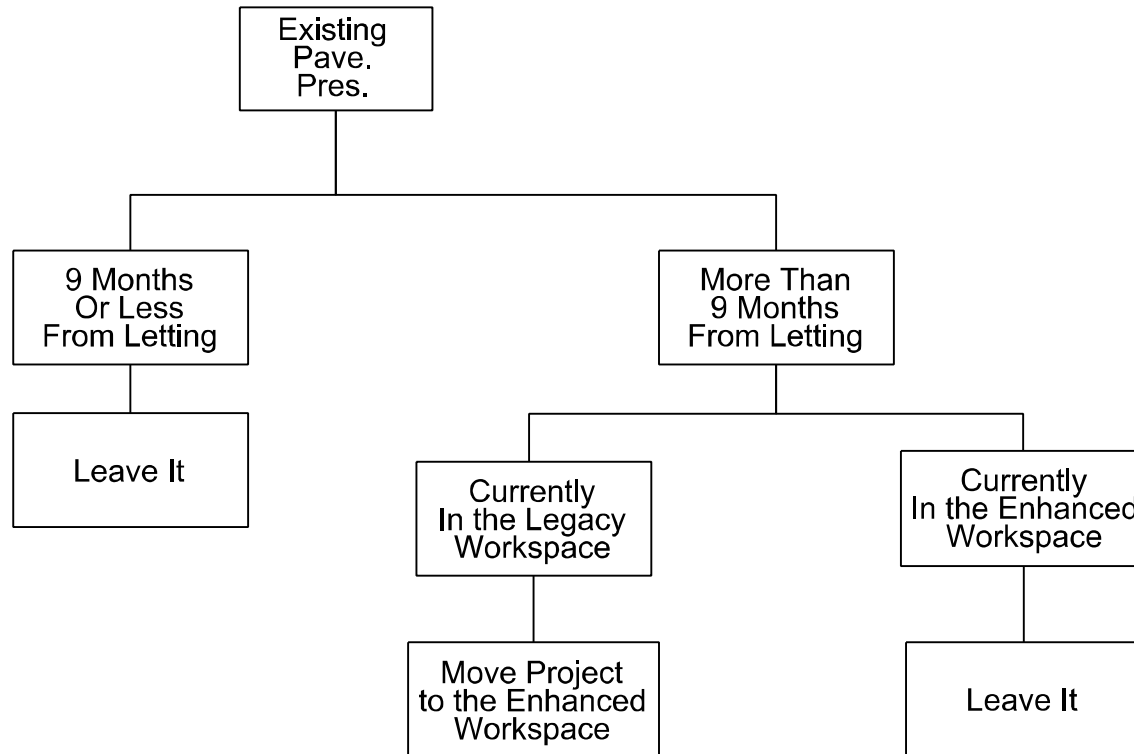 Existing
Pave.
Pres.
9 Months
Or Less
From Letting
More Than
9 Months
From Letting
Leave It
Currently
In the Legacy
Workspace
Currently
In the Enhanced
Workspace
Move Project
to the Enhanced
Workspace
Leave It